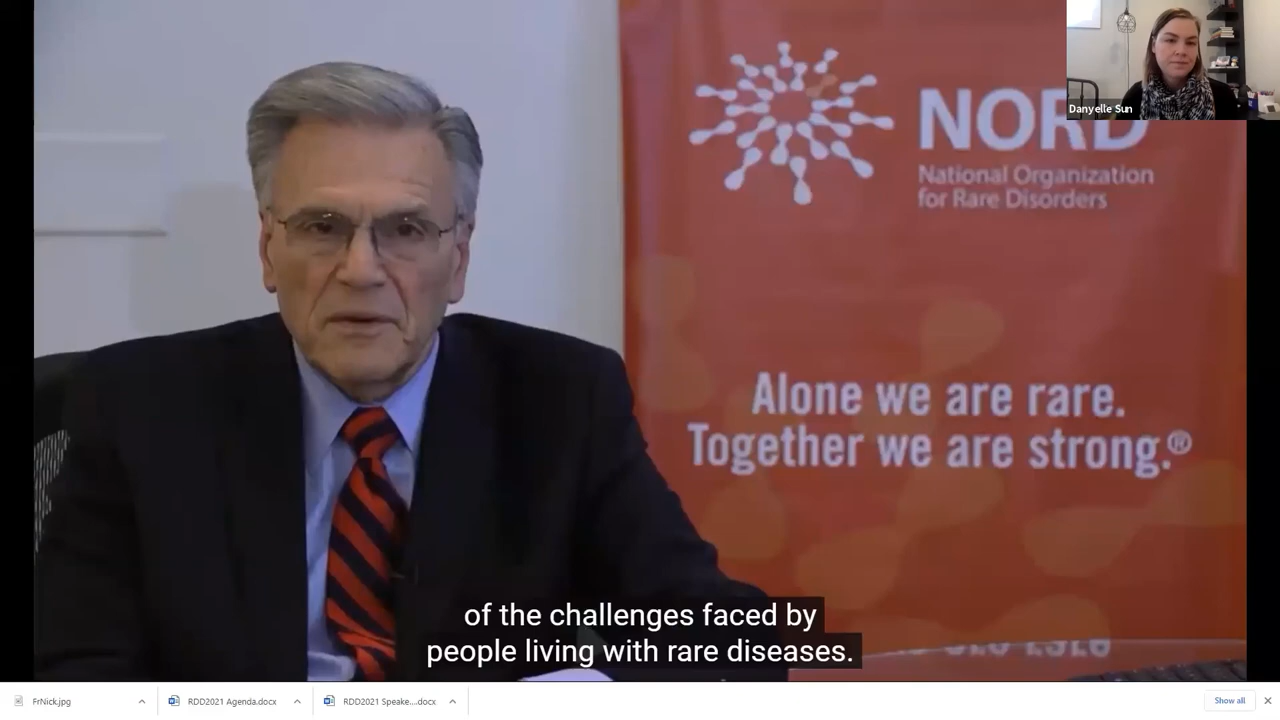 Danyelle Sun
NORD
National Organization
for Rare Disorders
Alone we are rare.
Together we are strong.®
of the challenges faced by
people living with rare diseases.
FrNick.jpg
RDD2021 Agenda.docx
RDD2021 Speake....docx
Show all